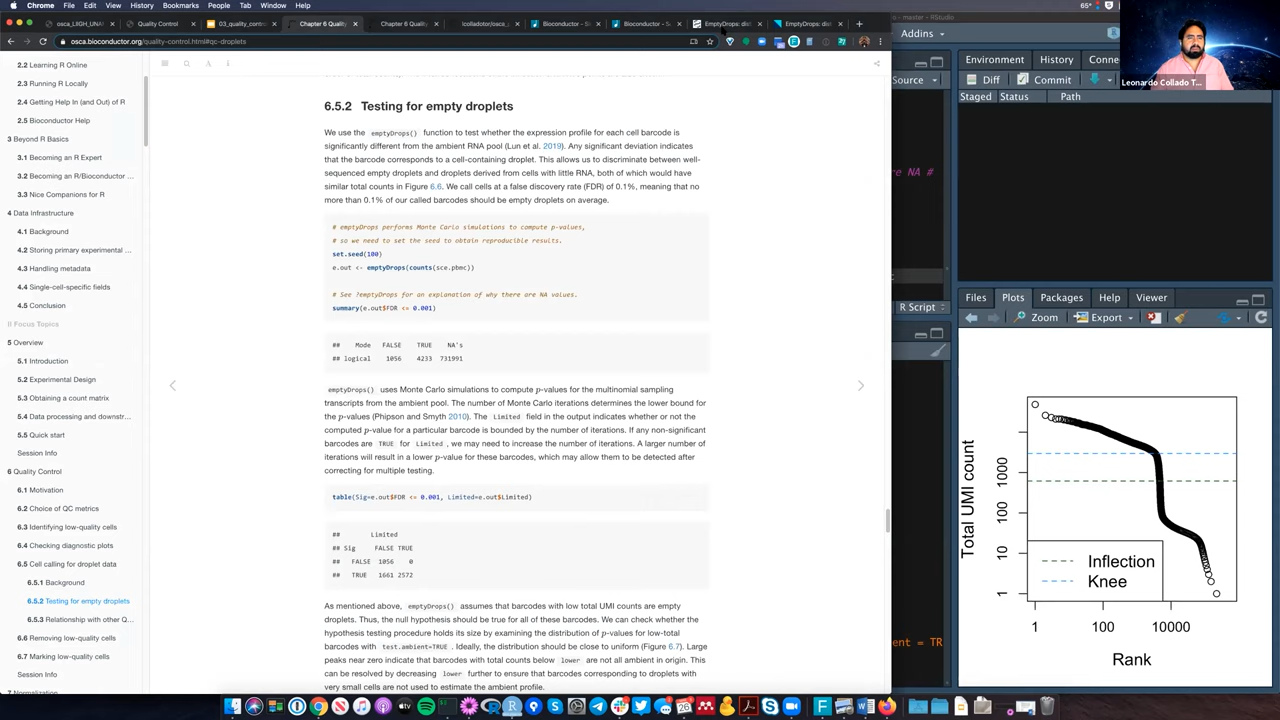 Chrome File Edit View History Bookmarks People Tab Window Help
65°
osca_LIIGH_UNAM Quality Control 03_quality_contro Chapter 6 Quality Chapter 6 Quality lcolladotor/osca_ Bioconductor - S Bioconductor - S EmptyDrops: dis EmptyDrops: dist
- master - RStudio
osca.bioconductor.org/quality-control.html#qc-droplets
Addins
2.2 Learning R Online
2.3 Running R Locally
2.4 Getting Help In (and Out) of R
2.5 Bioconductor Help
3 Beyond R Basics
3.1 Becoming an R Expert
3.2 Becoming an R/Bioconductor ...
3.3 Nice Companions for R
4 Data Infrastructure
4.1 Background
4.2 Storing primary experimental ...
4.3 Handling metadata
4.4 Single-cell-specific fields
4.5 Conclusion
II Focus Topics
5 Overview
5.1 Introduction
5.2 Experimental Design
5.3 Obtaining a count matrix
5.4 Data processing and downstr...
5.5 Quick start
Session Info
6 Quality Control
6.1 Motivation
6.2 Choice of QC metrics
6.3 Identifying low-quality cells
6.4 Checking diagnostic plots
6.5 Cell calling for droplet data
6.5.1 Background
6.5.2 Testing for empty droplets
6.5.3 Relationship with other Q...
6.6 Removing low-quality cells
6.7 Marking low-quality cells
Session Info
7 Normalization
6.5.2 Testing for empty droplets
We use the emptyDrops() function to test whether the expression profile for each cell barcode is
significantly different from the ambient RNA pool (Lun et al. 2019). Any significant deviation indicates
that the barcode corresponds to a cell-containing droplet. This allows us to discriminate between well-
sequenced empty droplets and droplets derived from cells with little RNA, both of which would have
similar total counts in Figure 6.6. We call cells at a false discovery rate (FDR) of 0.1%, meaning that no
more than 0.1% of our called barcodes should be empty droplets on average.
# emptyDrops performs Monte Carlo simulations to compute p-values,
# so we need to set the seed to obtain reproducible results.
set.seed(100)
e.out <- emptyDrops(counts(sce.pbmc))
# See ?emptyDrops for an explanation of why there are NA values.
summary(e.out$FDR <= 0.001)
## Mode FALSE TRUE NA's
## logical 1056 4233 731991
emptyDrops() uses Monte Carlo simulations to compute p-values for the multinomial sampling
transcripts from the ambient pool. The number of Monte Carlo iterations determines the lower bound for
the p-values (Phipson and Smyth 2010). The Limited field in the output indicates whether or not the
computed p-value for a particular barcode is bounded by the number of iterations. If any non-significant
barcodes are TRUE for Limited, we may need to increase the number of iterations. A larger number of
iterations will result in a lower p-value for these barcodes, which may allow them to be detected after
correcting for multiple testing.
table(Sig=e.out$FDR <= 0.001, Limited=e.out$Limited)
## Limited
## Sig FALSE TRUE
## FALSE 1056 0
## TRUE 1661 2572
As mentioned above, emptyDrops() assumes that barcodes with low total UMI counts are empty
droplets. Thus, the null hypothesis should be true for all of these barcodes. We can check whether the
hypothesis testing procedure holds its size by examining the distribution of p-values for low-total
barcodes with test.ambient=TRUE. Ideally, the distribution should be close to uniform (Figure 6.7). Large
peaks near zero indicate that barcodes with total counts below lower are not all ambient in origin. This
can be resolved by decreasing lower further to ensure that barcodes corresponding to droplets with
very small cells are not used to estimate the ambient profile.
Source
re NA #
R Script
ent = TR
Environment History Conne
Diff Commit
Staged Status Path
Leonardo Collado T...
Files Plots Packages Help Viewer
Zoom Export
Total UMI count
1000
100
10
1
Inflection
Knee
1 100 10000
Rank